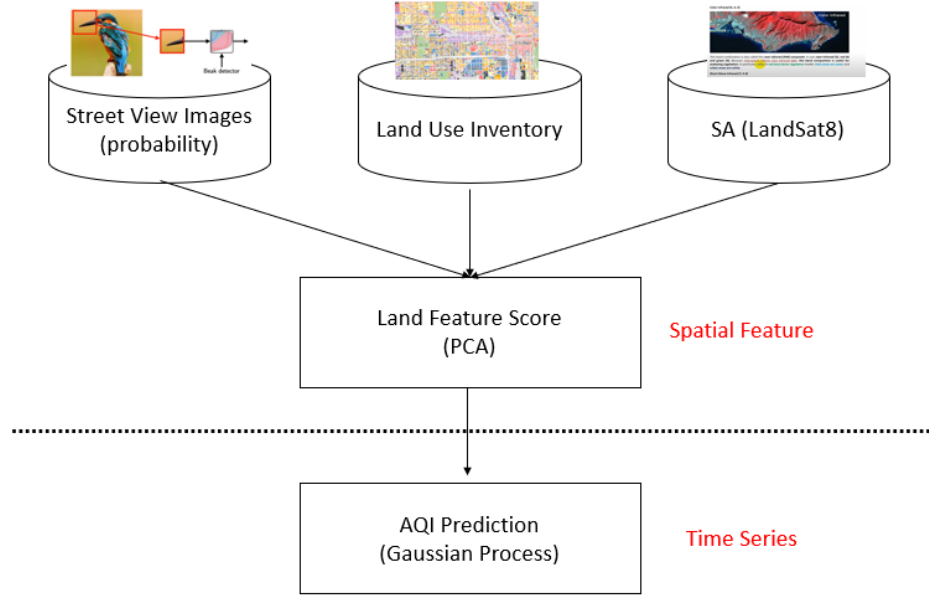 Beak detector
Street View Images
(probability)
Land Use Inventory
SA (LandSat8)
Land Feature Score
(PCA)
Spatial Feature
AQI Prediction
(Gaussian Process)
Time Series